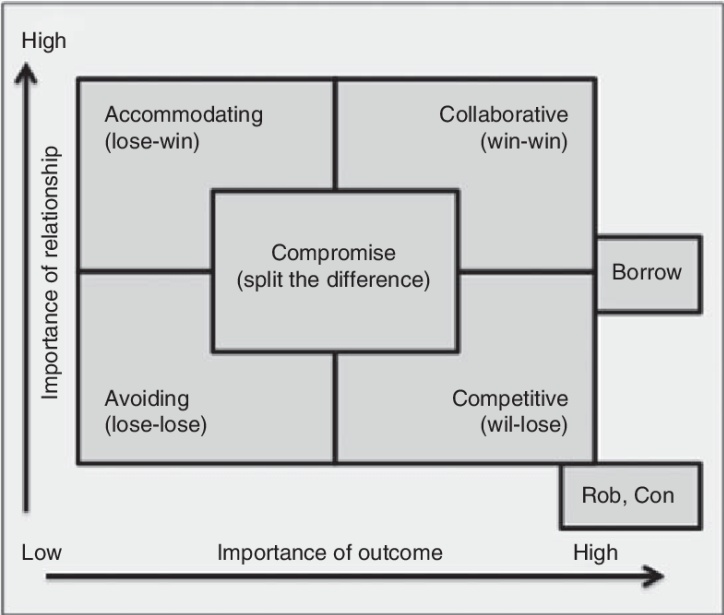 High
Importance of relationship
Accommodating
(lose-win)
Collaborative
(win-win)
Compromise
(split the difference)
Borrow
Avoiding
(lose-lose)
Competitive
(wil-lose)
Rob, Con
Low
Importance of outcome
High